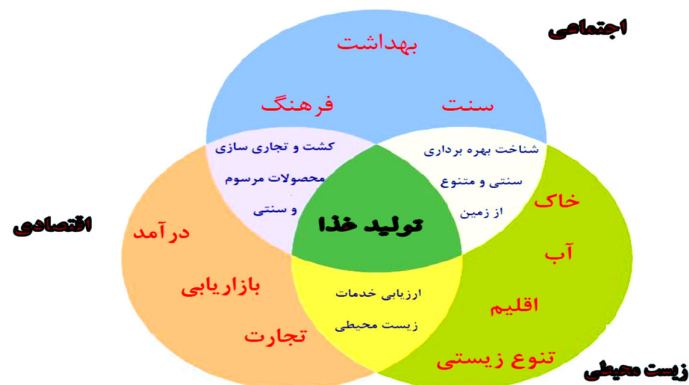 اجتماعی
بهداشت
سنت
فرهنگ
شناخت بهره برداری
سنتی و متنوع
از زمین
کشت و تجاری سازی
محصولات مرسوم
و سنتی
تولید خذا
خاک
آب
اقلیم
تنوع زیستی
زیست محیطی
ارزیابی خدمات
زیست محیطی
اقتصادی
درآمد
بازاریابی
تجارت